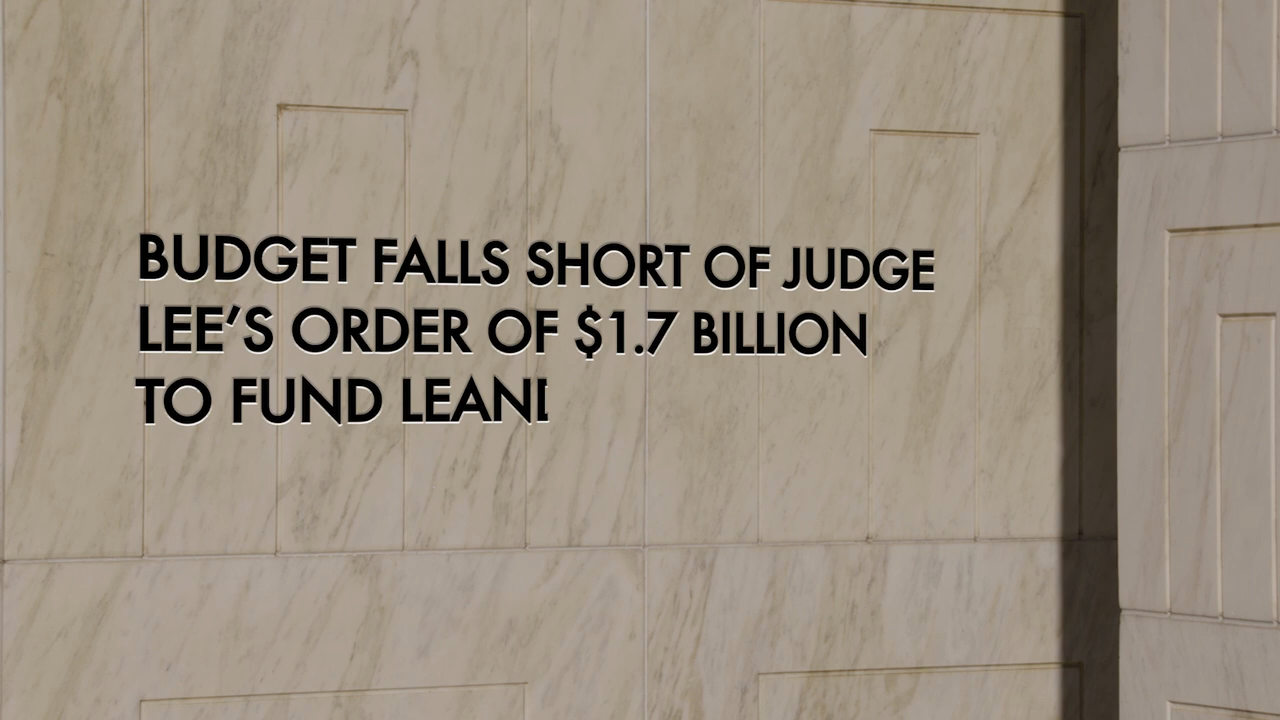 BUDGET FALLS SHORT OF JUDGE
LEE’S ORDER OF $1.7 BILLION
TO FUND